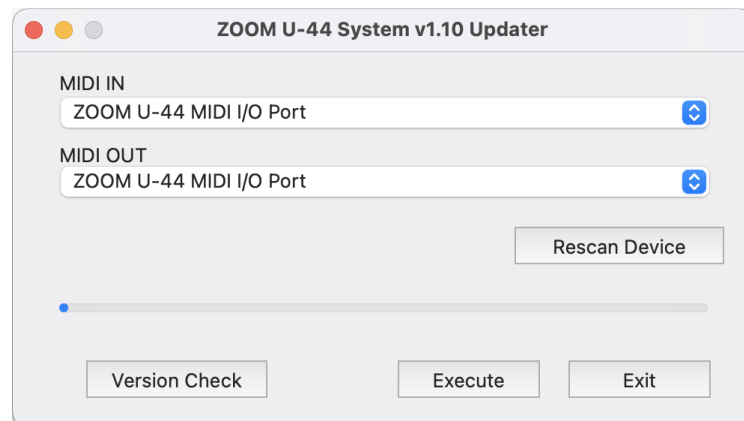 ZOOM U-44 System v1.10 Updater
MIDI IN
ZOOM U-44 MIDI I/O Port
MIDI OUT
ZOOM U-44 MIDI I/O Port
Rescan Device
Version Check
Execute
Exit